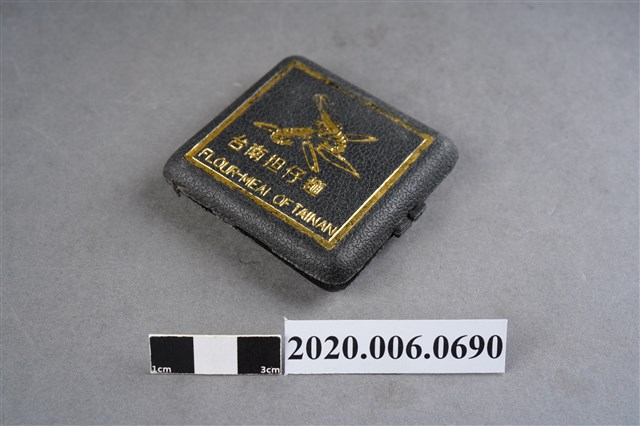 台南担仔麵
FLOUR-MEAL OF TAINAN
1cm 3cm
2020.006.0690